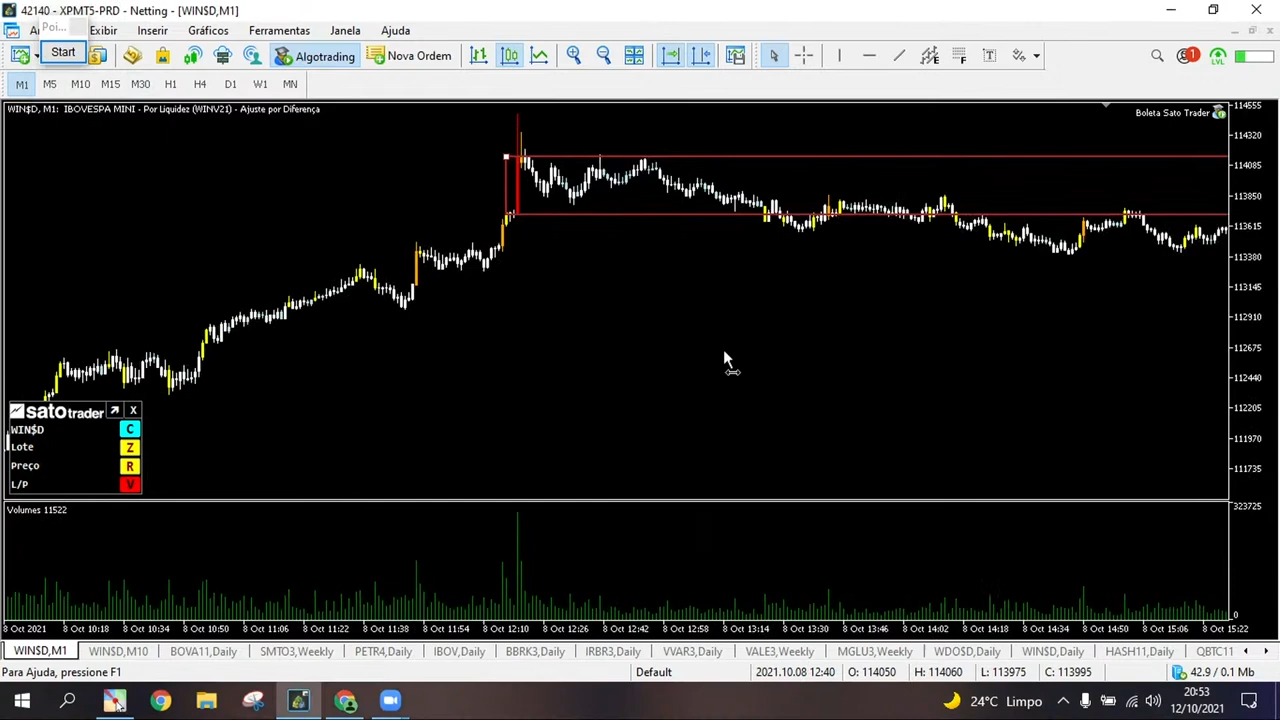 42140 - XPMT5-PRD - Netting - [WIN$D,M1]
Poi...
Exibir Inserir Gráficos Ferramentas Janela Ajuda
Start
Algotrading Nova Ordem
1 LVL
M1 M5 M10 M15 M30 H1 H4 D1 W1 MN
WIN$D, M1: IBOVESPA MINI - Por Liquidez (WINV21) - Ajuste por Diferença
Boleta Sato Trader
114555
114320
114085
113850
113615
113380
113145
112910
112675
112440
112205
111970
111735
sato trader X
WIN$D C
Lote Z
Preço R
L/P V
Volumes 11522
323725
0
8 Oct 2021 8 Oct 10:18 8 Oct 10:34 8 Oct 10:50 8 Oct 11:06 8 Oct 11:22 8 Oct 11:38 8 Oct 11:54 8 Oct 12:10 8 Oct 12:26 8 Oct 12:42 8 Oct 12:58 8 Oct 13:14 8 Oct 13:30 8 Oct 13:46 8 Oct 14:02 8 Oct 14:18 8 Oct 14:34 8 Oct 14:50 8 Oct 15:06 8 Oct 15:22
WIN$D,M1 WIN$D,M10 BOVA11,Daily SMTO3,Weekly PETR4,Daily IBOV,Daily BBRK3,Daily IRBR3,Daily VVAR3,Daily VALE3,Weekly MGLU3,Weekly WDO$D,Daily WIN$D,Daily HASH11,Daily QBTC11
Para Ajuda, pressione F1 Default 2021.10.08 12:40 O: 114050 H: 114060 L: 113975 C: 113995 42.9 / 0.1 Mb
24°C Limpo
20:53
12/10/2021